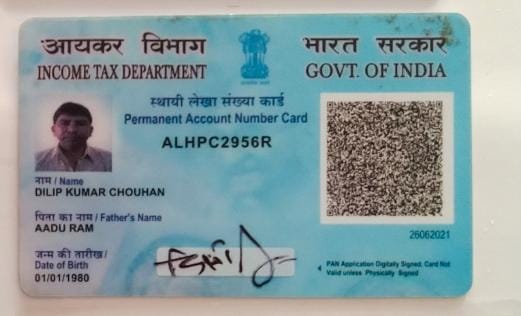 आयकर विभाग
INCOME TAX DEPARTMENT
भारत सरकार
GOVT. OF INDIA
स्थायी लेखा संख्या कार्ड
Permanent Account Number Card
ALHPC2956R
नाम / Name
DILIP KUMAR CHOUHAN
पिता का नाम / Father's Name
AADU RAM
जन्म की तारीख /
Date of Birth
01/01/1980
26062021
PAN Application Digitally Signed, Card Not
Valid unless Physically Signed